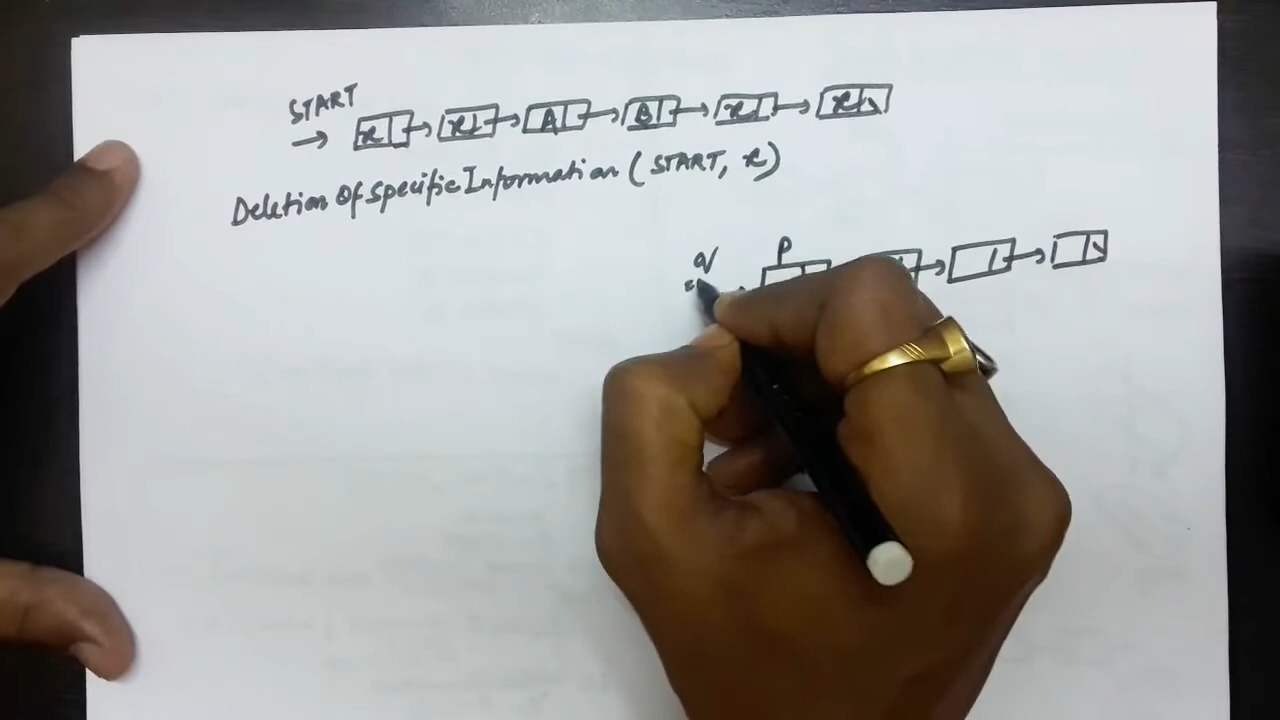 START
x x A B x x
Deletion Of Specific Information (START, x)
q P